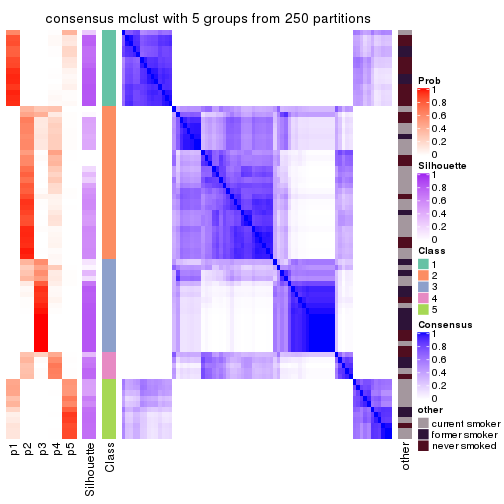 consensus mclust with 5 groups from 250 partitions
Prob
1
0.8
0.6
0.4
0.2
0
Silhouette
1
0.8
0.6
0.4
0.2
0
Class
1
2
3
4
5
Consensus
1
0.8
0.6
0.4
0.2
0
other
current smoker
former smoker
never smoked
p1
p2
p3
p4
p5
Silhouette
Class
other